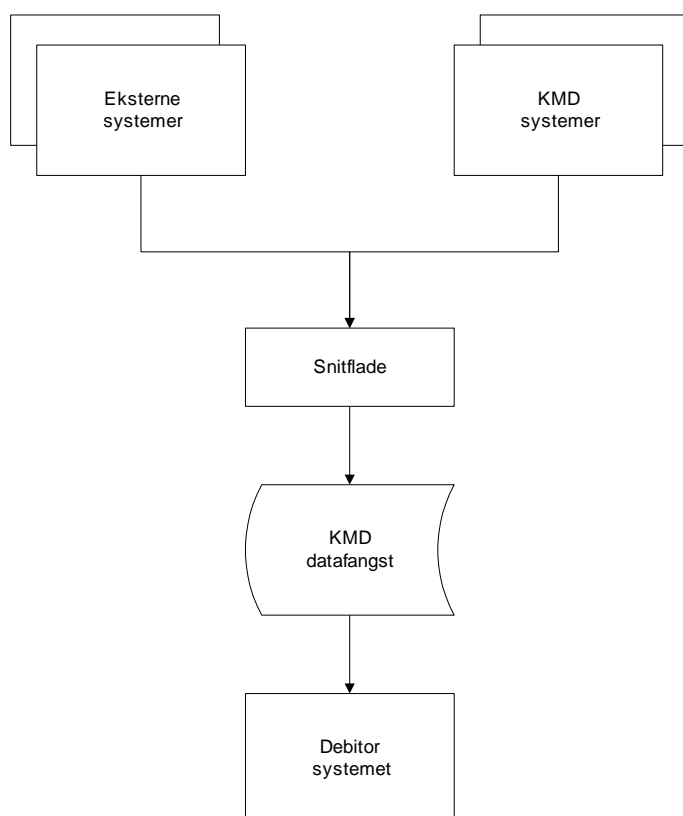 Eksterne
systemer
KMD
systemer
Snitflade
KMD
datafangst
Debitor
systemet